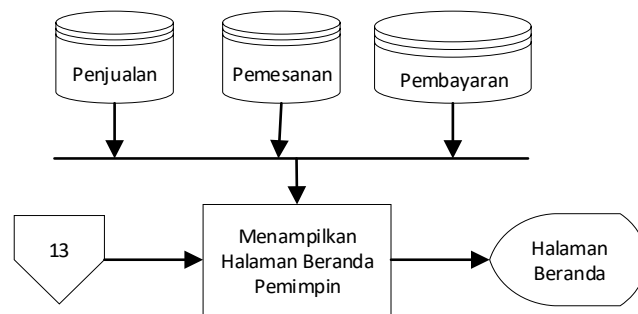 Penjualan
Pemesanan
Pembayaran
13
Menampilkan
Halaman Beranda
Pemimpin
Halaman
Beranda